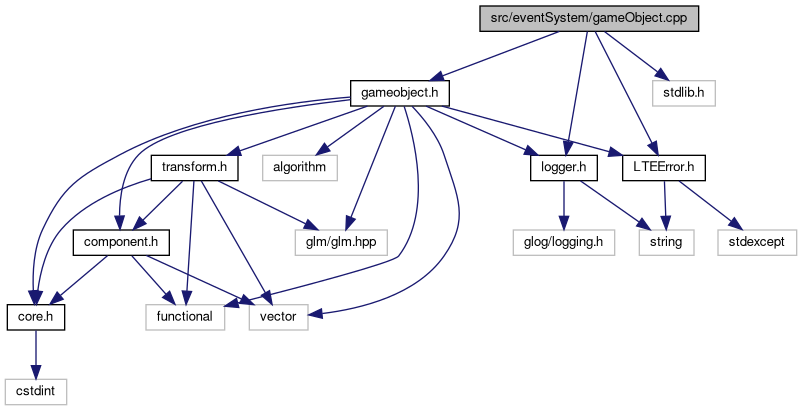 src/eventSystem/gameObject.cpp
gameobject.h
stdlib.h
transform.h
algorithm
logger.h
LTEError.h
component.h
glm/glm.hpp
glog/logging.h
string
stdexcept
core.h
functional
vector
cstdint